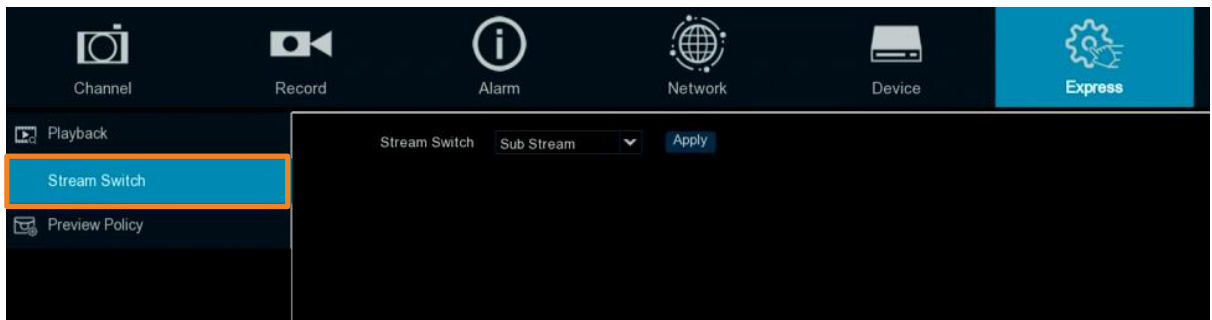 Channel
Record
Alarm
Network
Device
Express
Playback
Stream Switch Sub Stream Apply
Stream Switch
Preview Policy